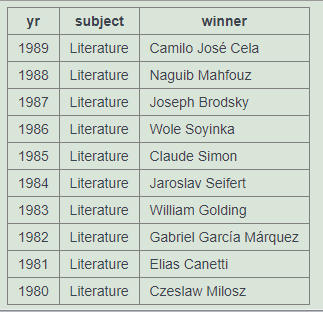 yr subject winner
1989 Literature Camilo José Cela
1988 Literature Naguib Mahfouz
1987 Literature Joseph Brodsky
1986 Literature Wole Soyinka
1985 Literature Claude Simon
1984 Literature Jaroslav Seifert
1983 Literature William Golding
1982 Literature Gabriel García Márquez
1981 Literature Elias Canetti
1980 Literature Czeslaw Milosz